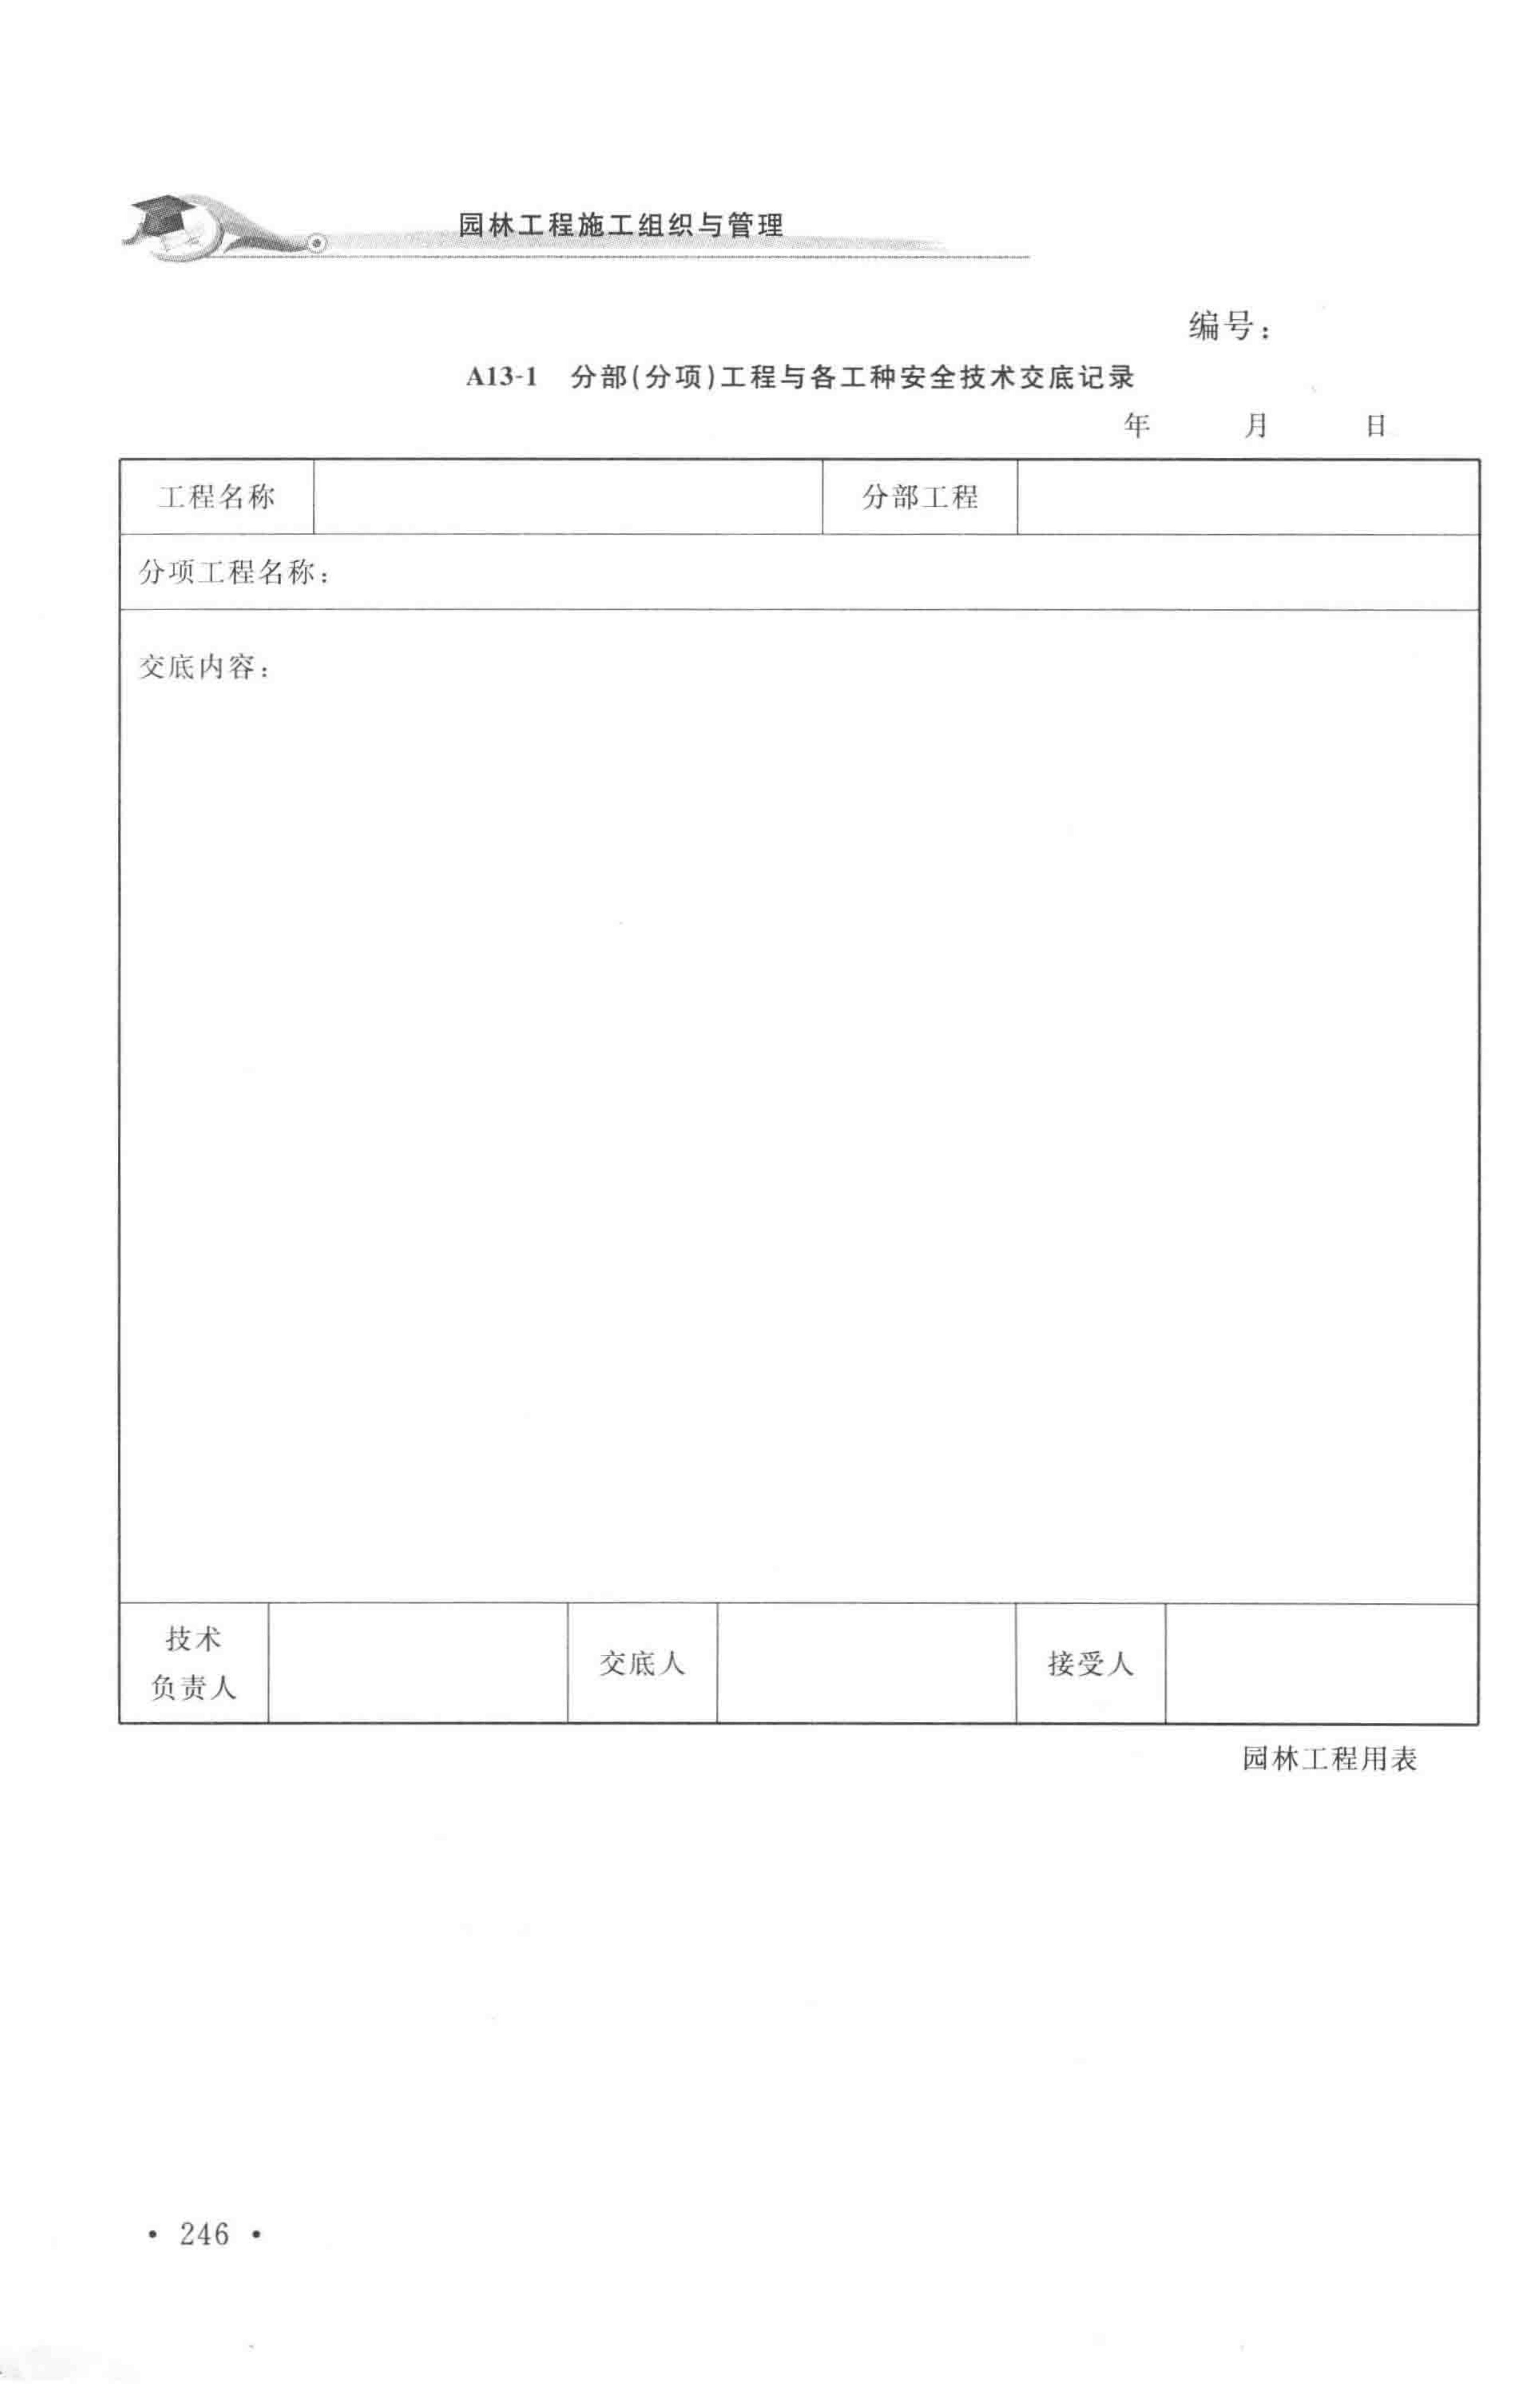 园林工程施工组织与管理
编号：
A13-1 分部(分项)工程与各工种安全技术交底记录
年 月 日
工程名称 分部工程
分项工程名称：
交底内容：
技术
负责人 交底人 接受人
园林工程用表
· 246 ·